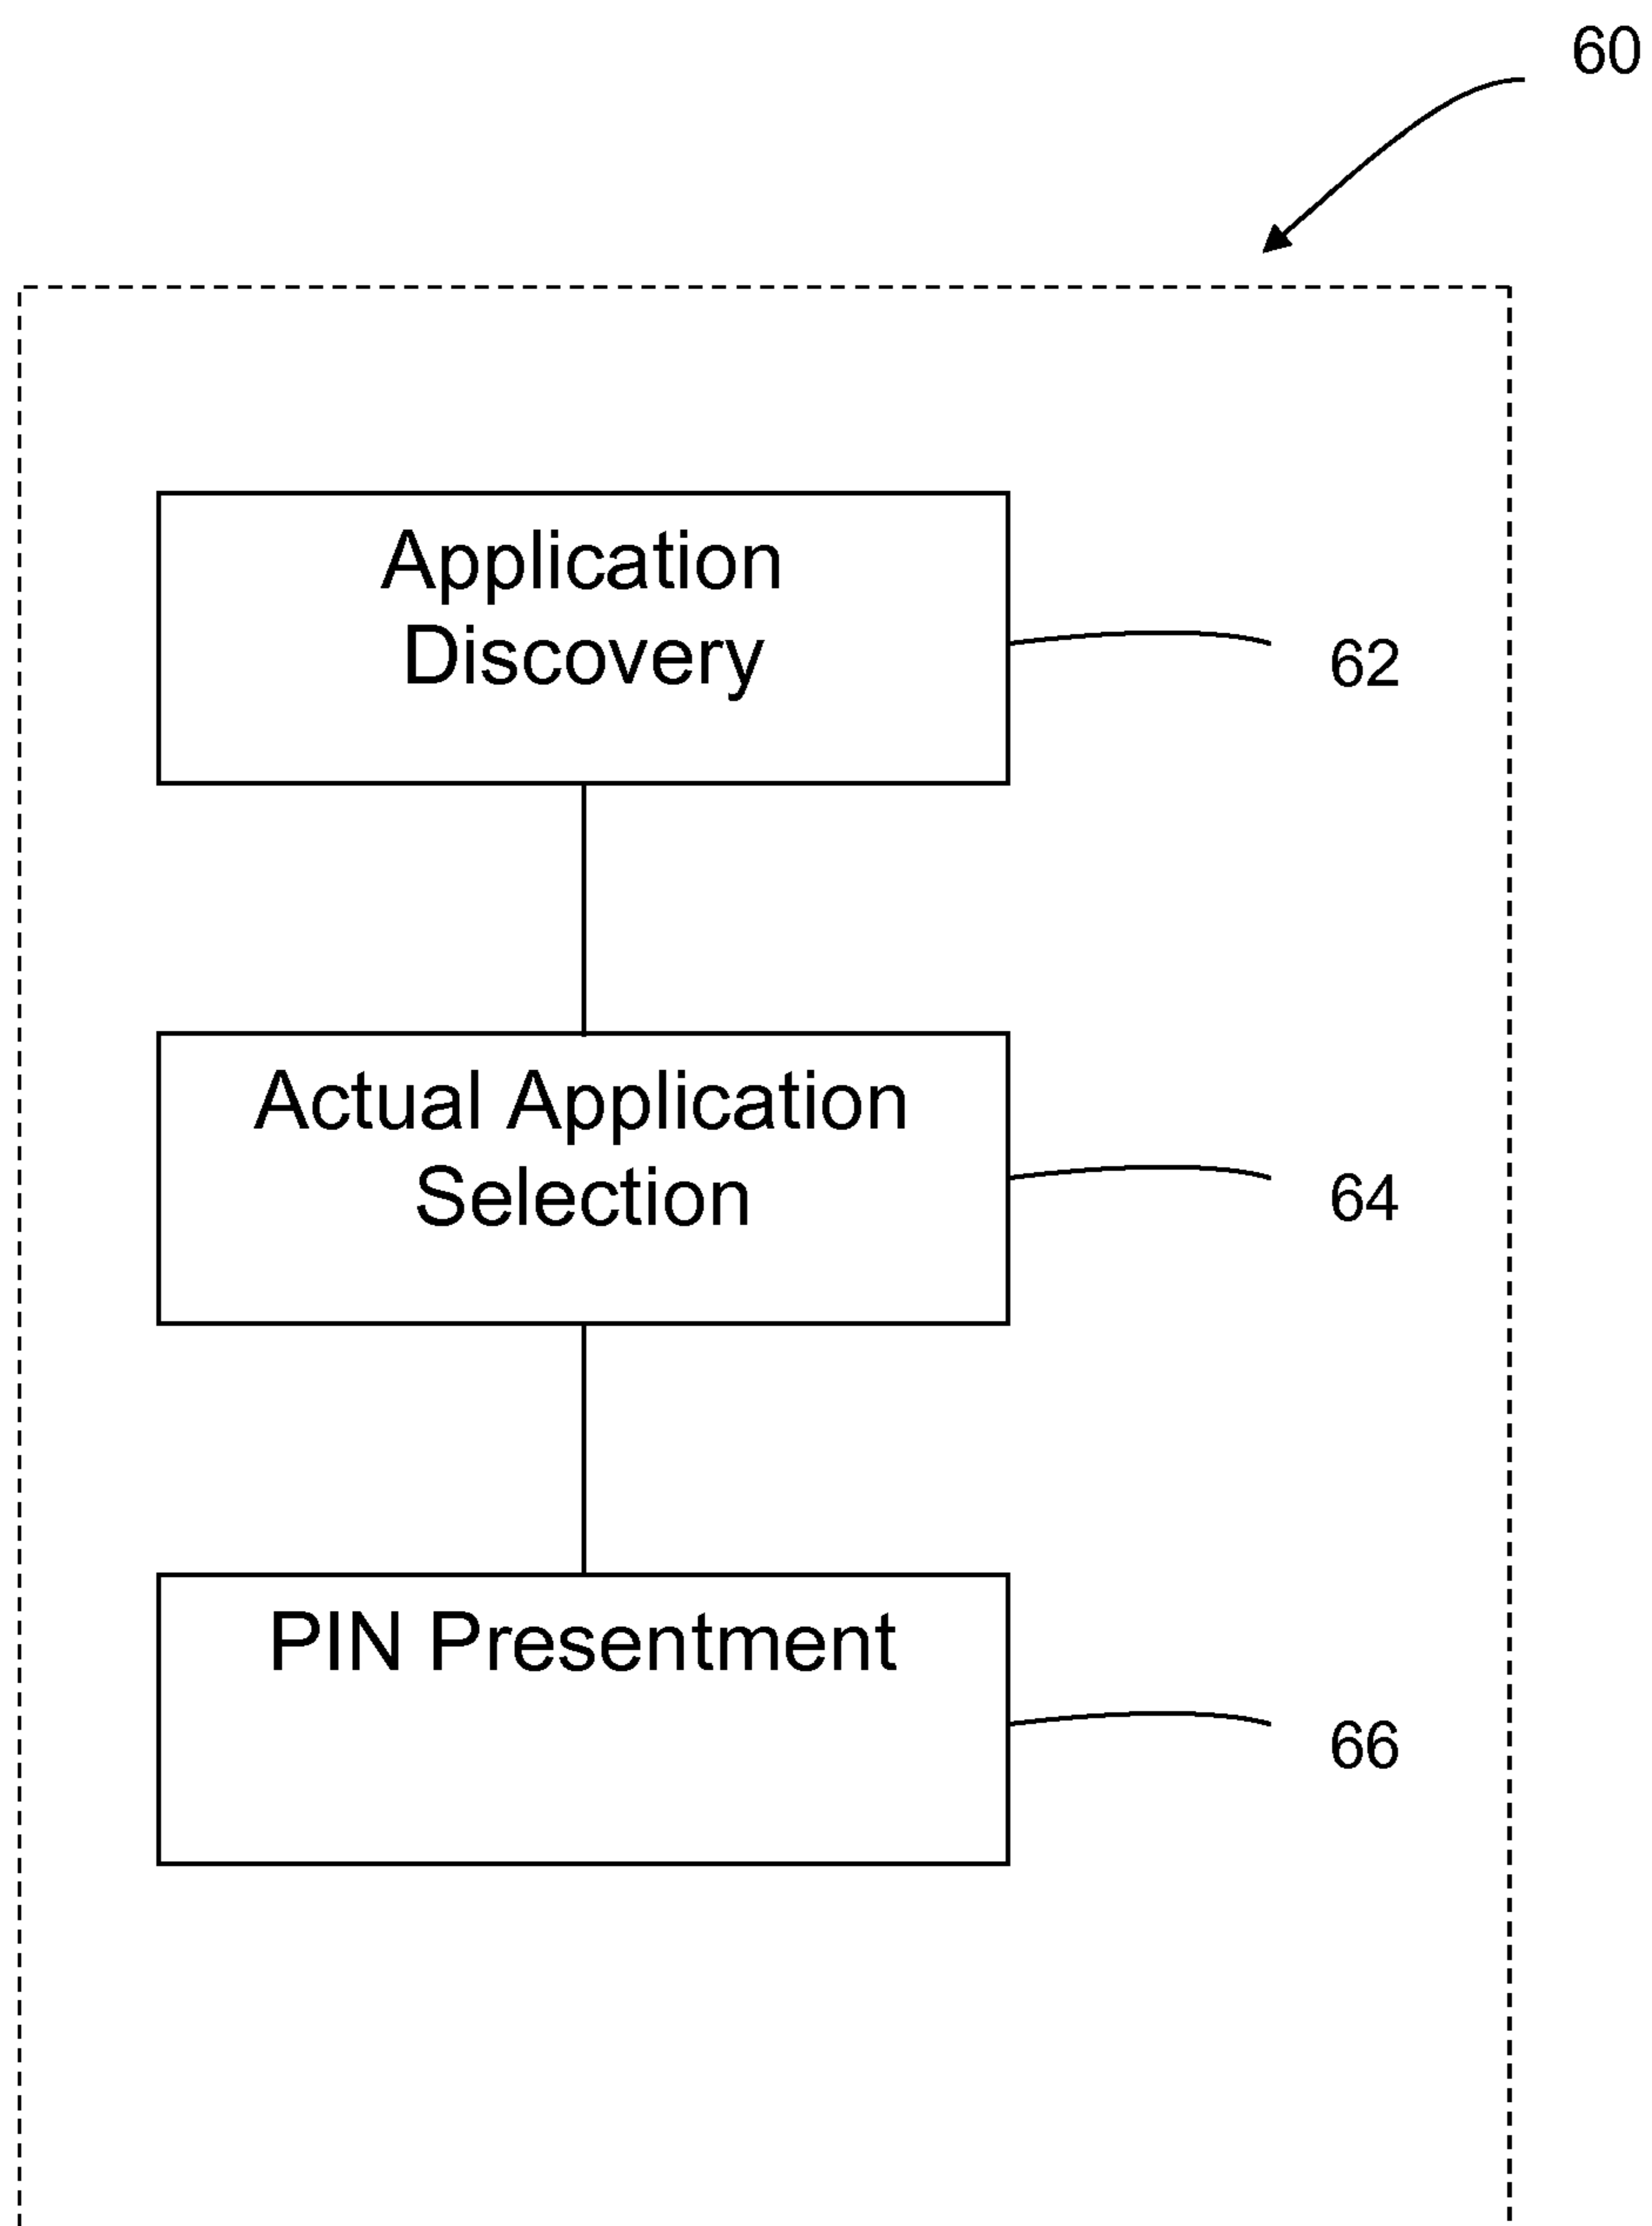 60
Application
Discovery
62
Actual Application
Selection
64
PIN Presentment
66